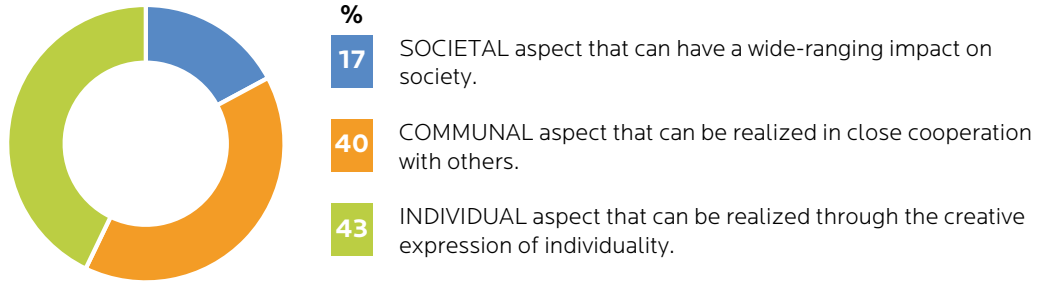 %
17
SOCIETAL aspect that can have a wide-ranging impact on
society.
40
COMMUNAL aspect that can be realized in close cooperation
with others.
43
INDIVIDUAL aspect that can be realized through the creative
expression of individuality.